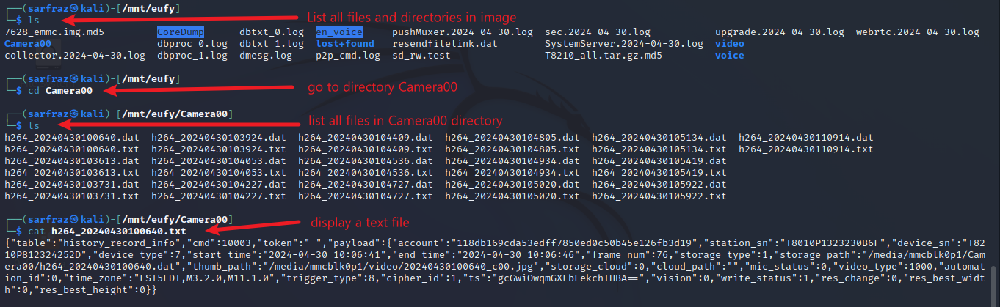 ┌──(sarfraz㉿kali)-[/mnt/eufy]
└─$ ls
List all files and directories in image
7628_emmc.img.md5 CoreDump dbtxt_0.log en_voice pushMuxer.2024-04-30.log sec.2024-04-30.log upgrade.2024-04-30.log webrtc.2024-04-30.log
Camera00 dbproc_0.log dbtxt_1.log lost+found resendfilelink.dat SystemServer.2024-04-30.log video
collector.2024-04-30.log dbproc_1.log dmesg.log p2p_cmd.log sd_rw.test T8210_all.tar.gz.md5 voice
┌──(sarfraz㉿kali)-[/mnt/eufy]
└─$ cd Camera00
go to directory Camera00
┌──(sarfraz㉿kali)-[/mnt/eufy/Camera00]
└─$ ls
list all files in Camera00 directory
h264_20240430100640.dat h264_20240430103924.dat h264_20240430104409.dat h264_20240430104805.dat h264_20240430105134.dat h264_20240430110914.dat
h264_20240430100640.txt h264_20240430103924.txt h264_20240430104409.txt h264_20240430104805.txt h264_20240430105134.txt h264_20240430110914.txt
h264_20240430103613.dat h264_20240430104053.dat h264_20240430104536.dat h264_20240430104934.dat h264_20240430105419.dat
h264_20240430103613.txt h264_20240430104053.txt h264_20240430104536.txt h264_20240430104934.txt h264_20240430105419.txt
h264_20240430103731.dat h264_20240430104227.dat h264_20240430104727.dat h264_20240430105020.dat h264_20240430105922.dat
h264_20240430103731.txt h264_20240430104227.txt h264_20240430104727.txt h264_20240430105020.txt h264_20240430105922.txt
┌──(sarfraz㉿kali)-[/mnt/eufy/Camera00]
└─$ cat h264_20240430100640.txt
display a text file
{"table":"history_record_info","cmd":10003,"token":" ","payload":{"account":"118db169cda53edff7850ed0c50b45e126fb3d19","station_sn":"T8010P1323230B6F","device_sn":"T8
210P812324252D","device_type":7,"start_time":"2024-04-30 10:06:41","end_time":"2024-04-30 10:06:46","frame_num":76,"storage_type":1,"storage_path":"/media/mmcblk0p1/Cam
era00/h264_20240430100640.dat","thumb_path":"/media/mmcblk0p1/video/20240430100640_c00.jpg","storage_cloud":0,"cloud_path":"","mic_status":0,"video_type":1000,"automat
ion_id":0,"time_zone":"EST5EDT,M3.2.0,M11.1.0","trigger_type":8,"cipher_id":1,"ts":"gcGwiOwqmGXEbEekchTHBA==","vision":0,"write_status":1,"res_change":0,"res_best_widt
h":0,"res_best_height":0}}